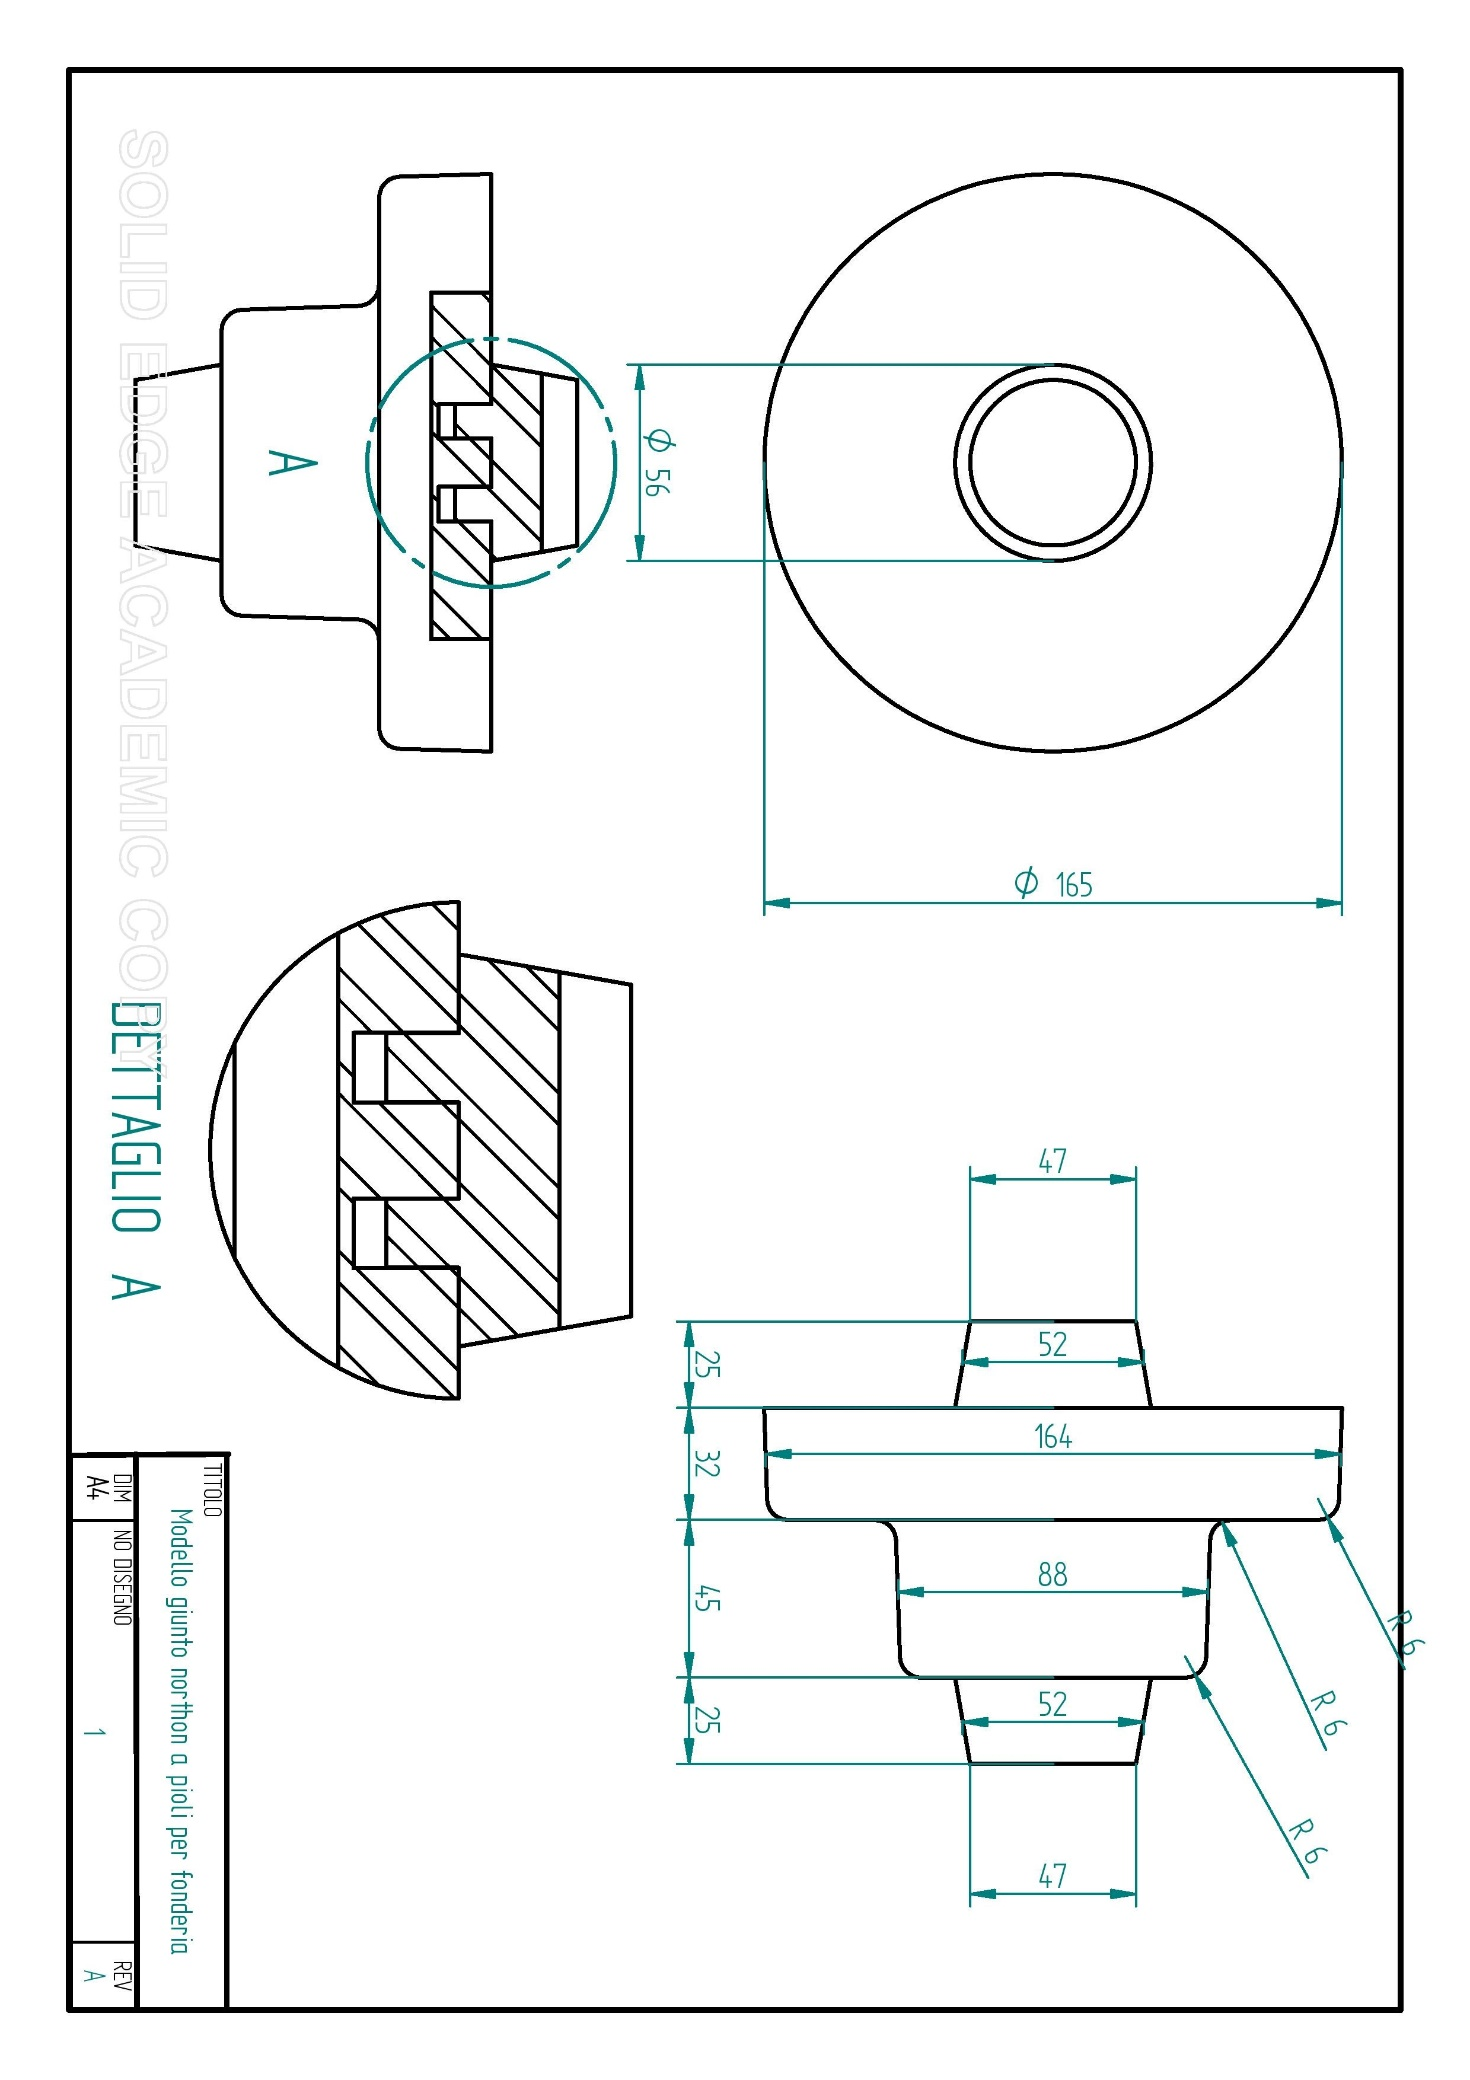 SOLID EDGE ACADEMIC COPY
A
Ø 56
Ø 165
DETTAGLIO A
47
52
25
164
32
88
45
52
25
47
R 6
R 6
R 6
TITOLO
Modello giunto northon a pioli per fonderia
DIM
A4
NO DISEGNO
1
REV
A